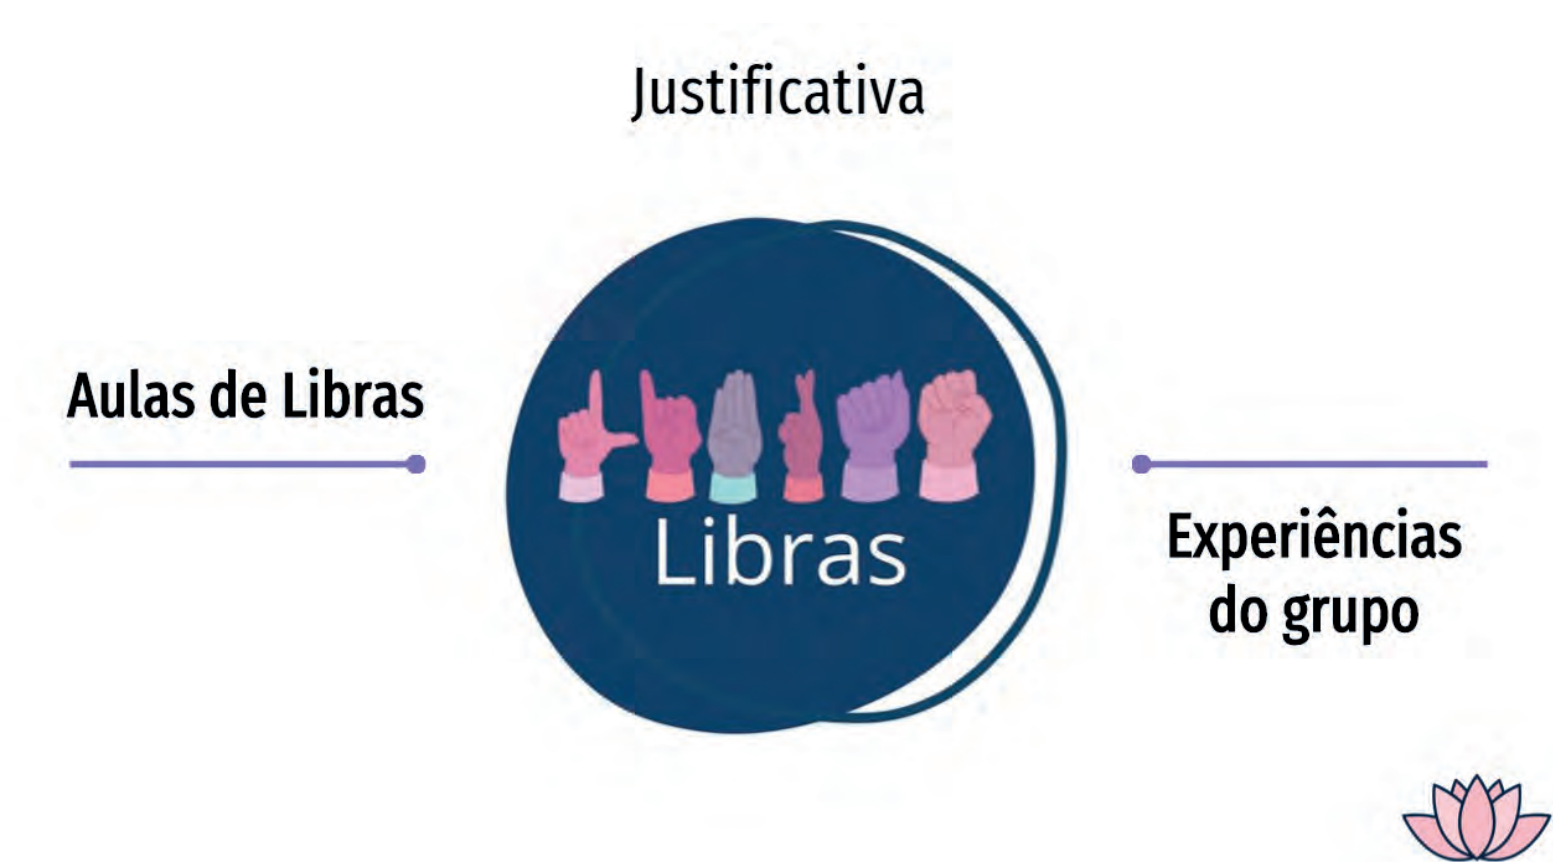 Justificativa
Aulas de Libras
Libras
Experiências
do grupo